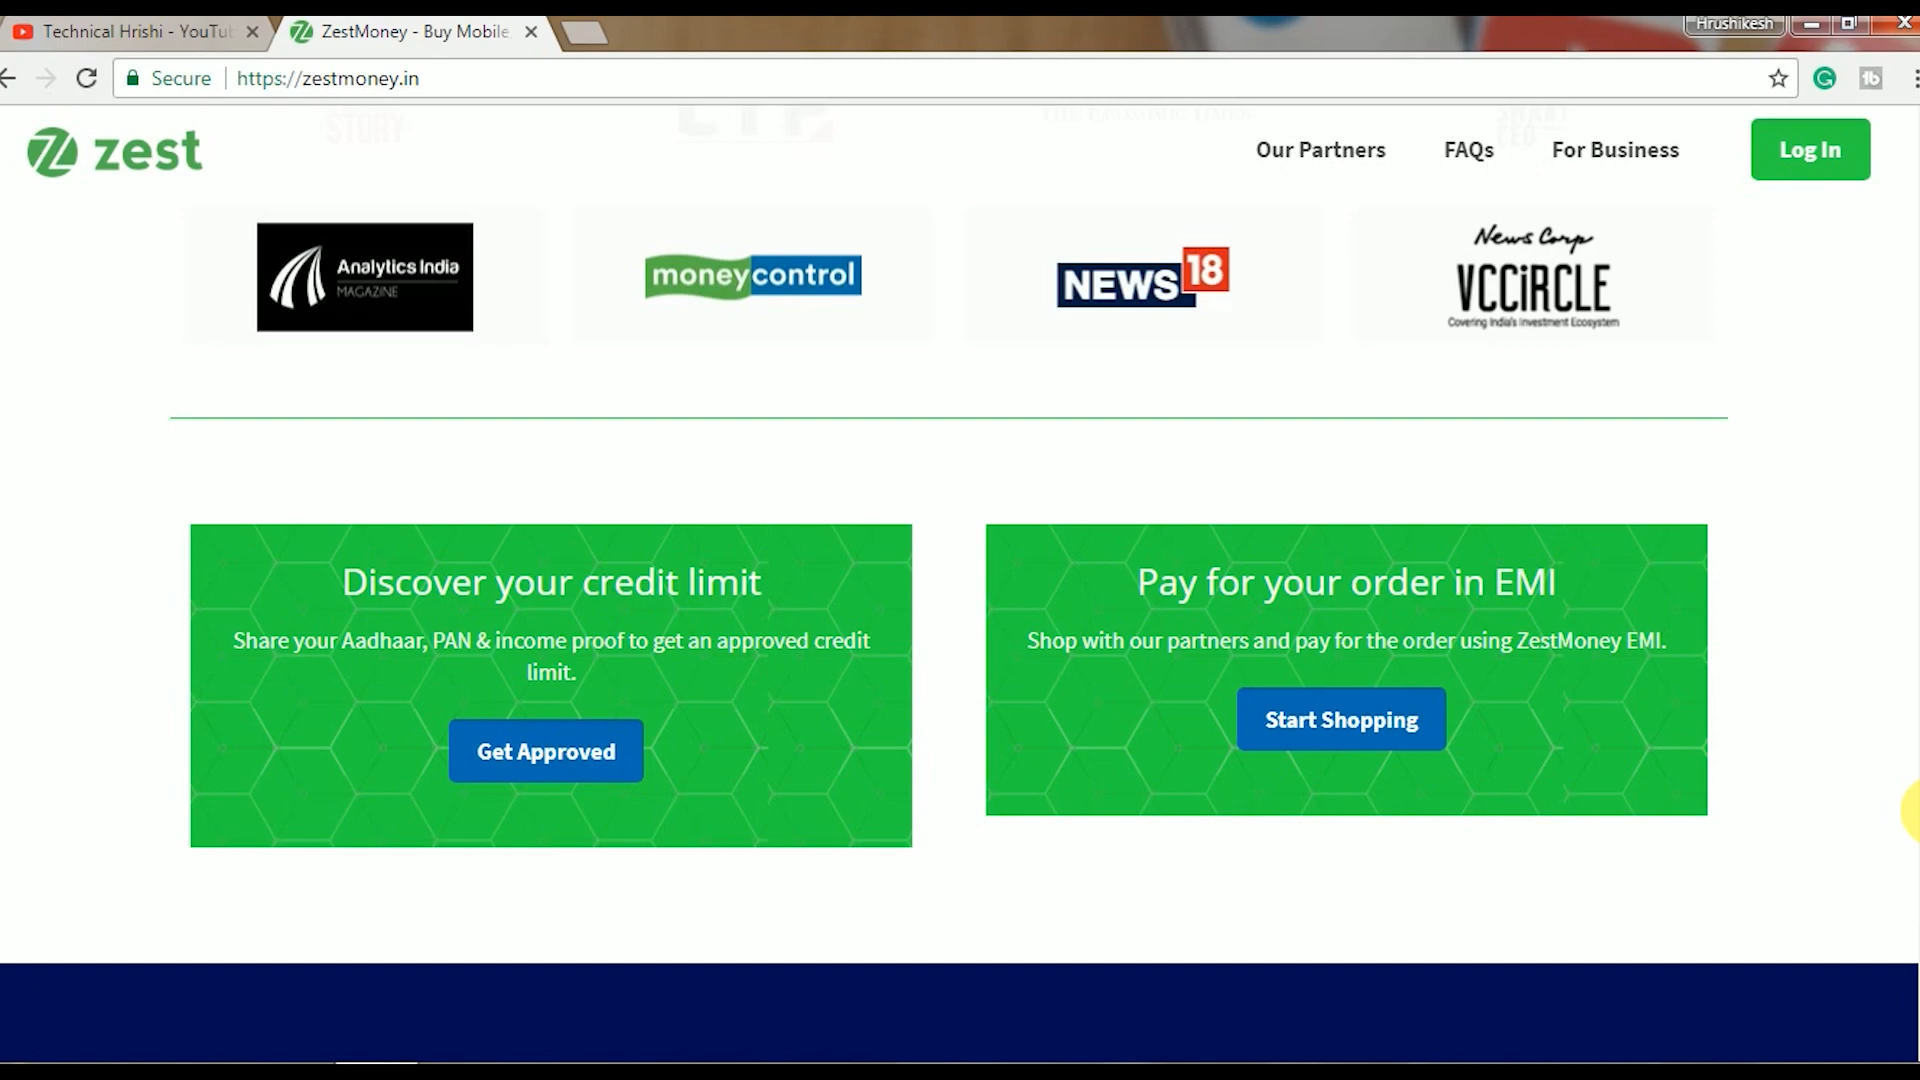 Technical Hrishi - YouTu
ZestMoney - Buy Mobile
Hrushikesh
Secure
https://zestmoney.in
STORY
zest
Our Partners
FAQs
For Business
Log In
Analytics India
MAGAZINE
moneycontrol
NEWS 18
News Corp
VCCiRCLE
Covering India's Investment Ecosystem
Discover your credit limit
Share your Aadhaar, PAN & income proof to get an approved credit
limit.
Get Approved
Pay for your order in EMI
Shop with our partners and pay for the order using ZestMoney EMI.
Start Shopping